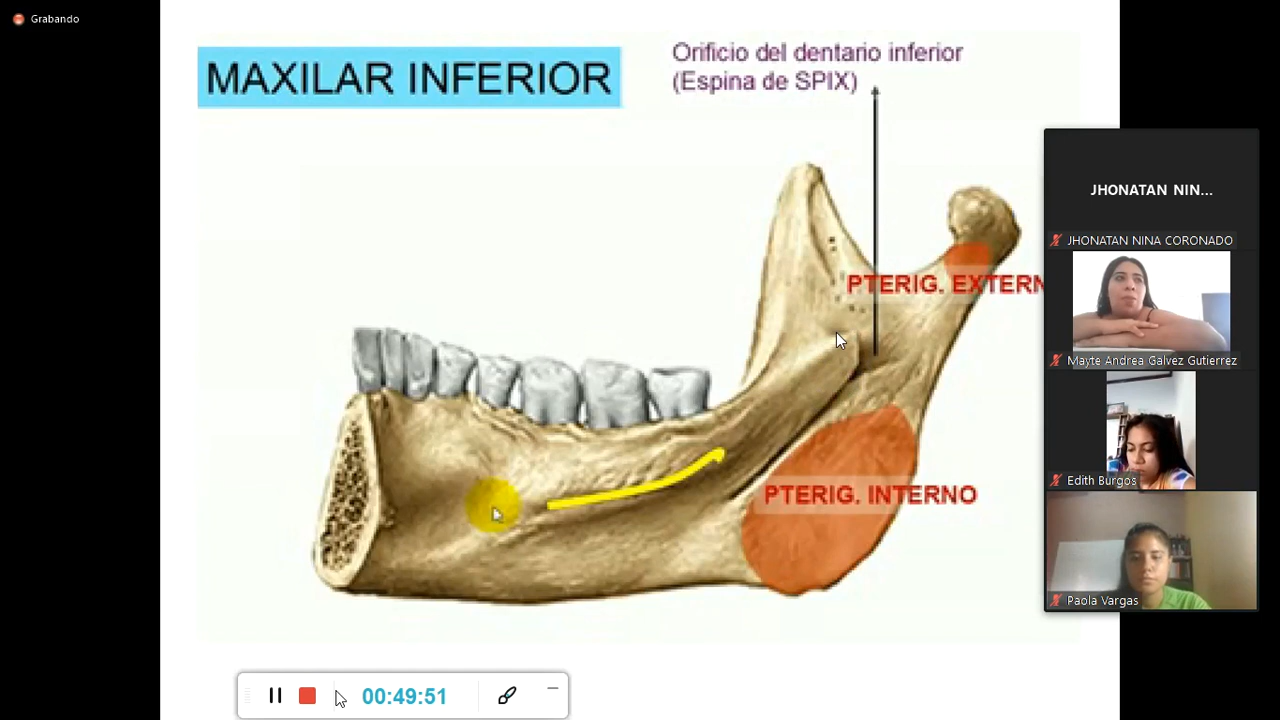 Grabando
MAXILAR INFERIOR
Orificio del dentario inferior
(Espina de SPIX)
PTERIG. EXTERN
PTERIG. INTERNO
JHONATAN NIN...
JHONATAN NINA CORONADO
Mayte Andrea Galvez Gutierrez
Edith Burgos
Paola Vargas
00:49:51